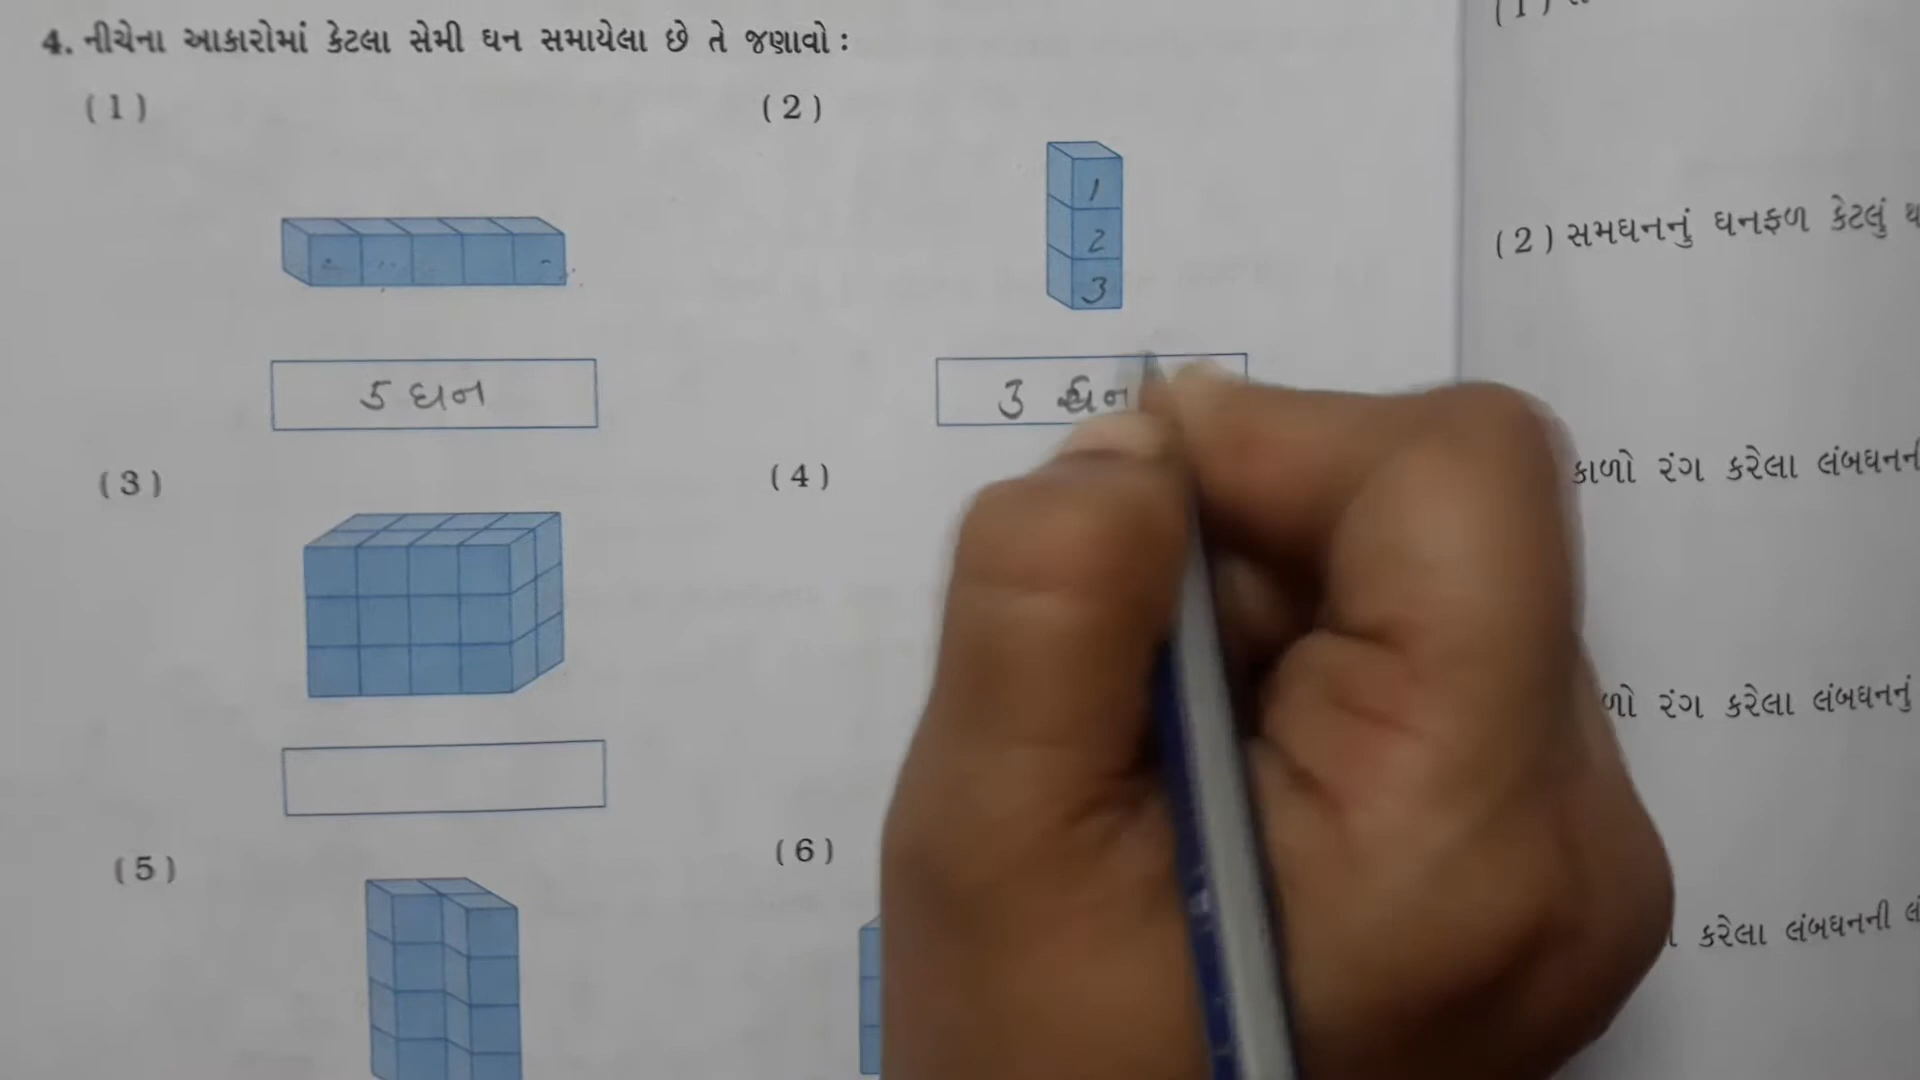 4. નીચેના આકારોમાં કેટલા સેમી ઘન સમાયેલા છે તે જણાવો :
(1)
(2)
1
2
3
5 ઘન
3 ઘન
(3)
(4)
(5)
(6)
(2) સમઘનનું ઘનફળ કેટલું
કાળો રંગ કરેલા
રંગ કરેલા લંબઘનનું
કરેલા લંબઘનની